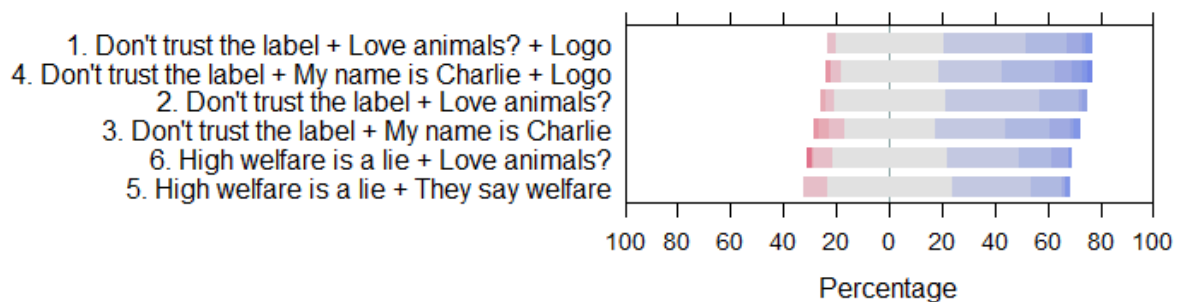 1. Don't trust the label + Love animals? + Logo
4. Don't trust the label + My name is Charlie + Logo
2. Don't trust the label + Love animals?
3. Don't trust the label + My name is Charlie
6. High welfare is a lie + Love animals?
5. High welfare is a lie + They say welfare
100 80 60 40 20 0 20 40 60 80 100
Percentage